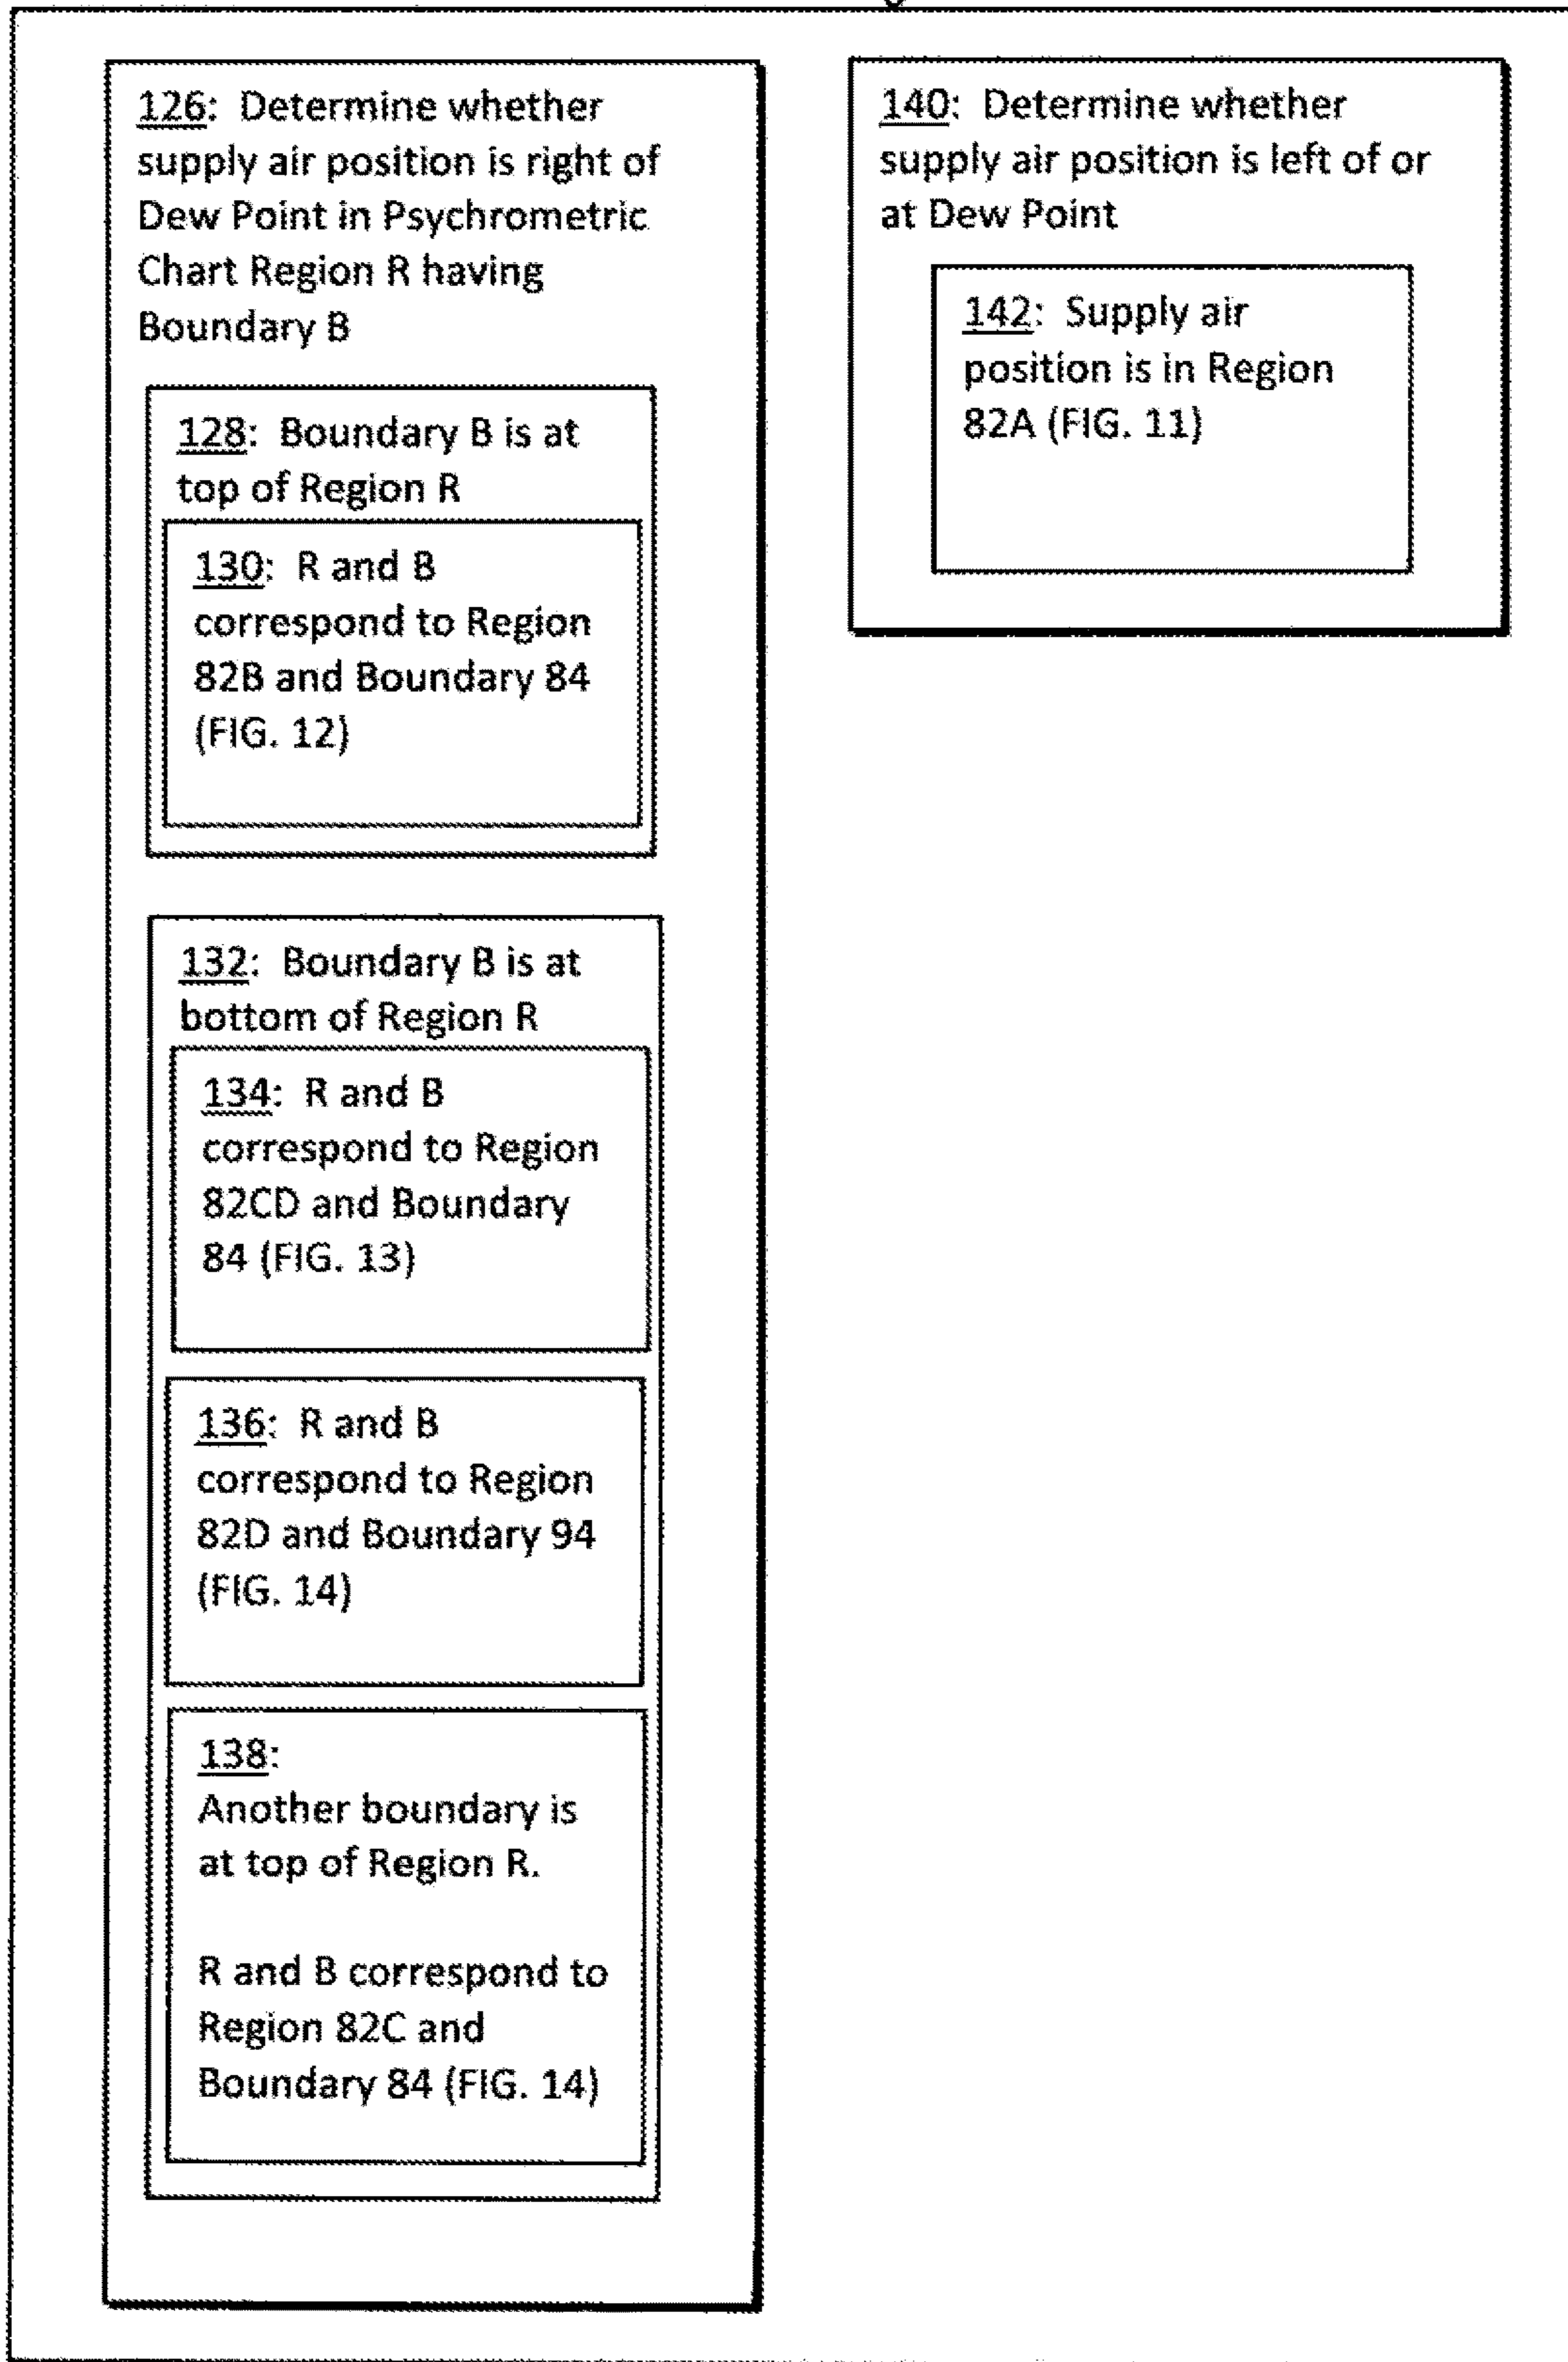 126: Determine whether
supply air position is right of
Dew Point in Psychrometric
Chart Region R having
Boundary B
128: Boundary B is at
top of Region R
130: R and B
correspond to Region
82B and Boundary 84
(FIG. 12)
132: Boundary B is at
bottom of Region R
134: R and B
correspond to Region
82CD and Boundary
84 (FIG. 13)
136: R and B
correspond to Region
82D and Boundary 94
(FIG. 14)
138:
Another boundary is
at top of Region R.
R and B correspond to
Region 82C and
Boundary 84 (FIG. 14)
140: Determine whether
supply air position is left of or
at Dew Point
142: Supply air
position is in Region
82A (FIG. 11)